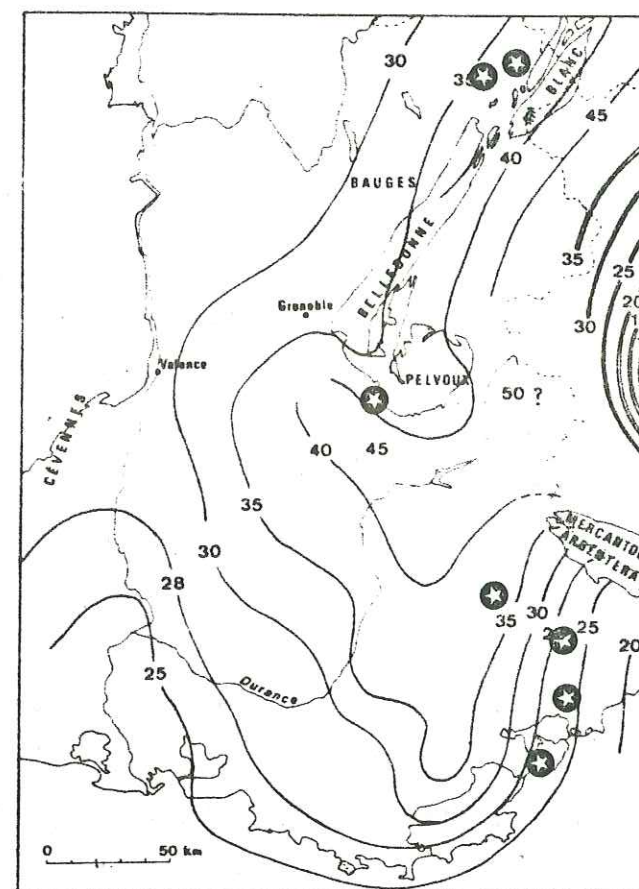 30
35
BLANC
45
40
BAUGES
BELLEDONNE
35
25
20
30
Grenoble
Valence
PELVOUX
50 ?
CÉVENNES
40
45
35
MERCANTOUR
ARGENTERA
30
28
35
30
25
20
25
Durance
0
50 km